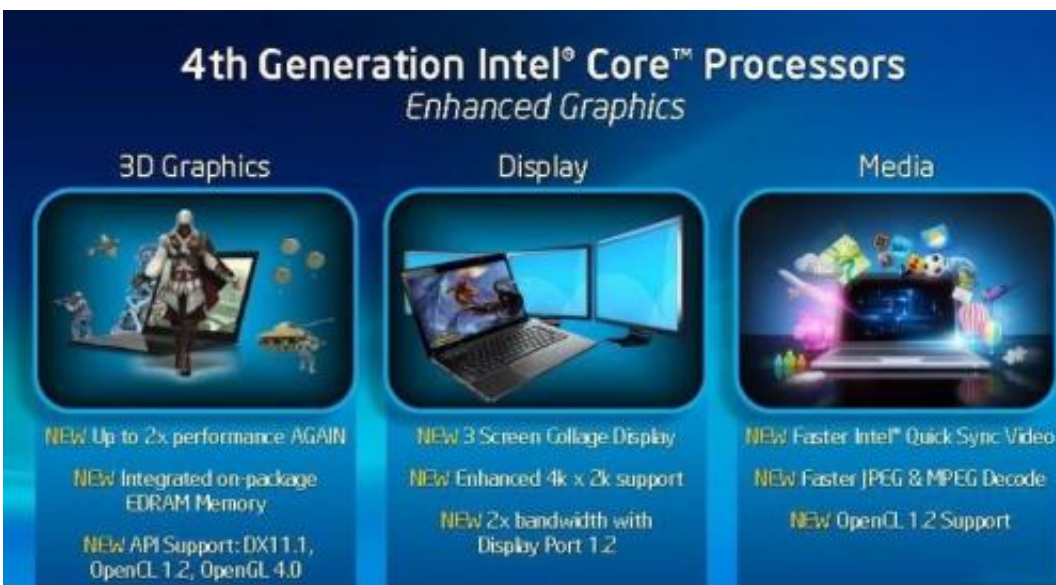 4th Generation Intel® Core™ Processors
Enhanced Graphics
3D Graphics
NEW Up to 2x performance AGAIN
NEW Integrated on-package
EDRAM Memory
NEW API Support: DX11.1,
OpenCL 1.2, OpenGL 4.0
Display
NEW 3 Screen Collage Display
NEW Enhanced 4k x 2k support
NEW 2x bandwidth with
Display Port 1.2
Media
NEW Faster Intel® Quick Sync Video
NEW Faster JPEG & MPEG Decode
NEW OpenCL 1.2 Support